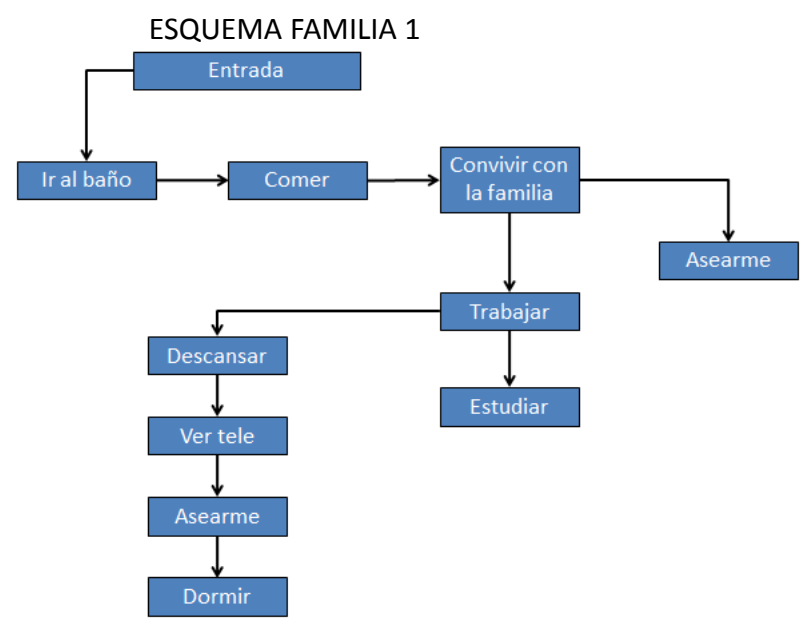 ESQUEMA FAMILIA 1
Entrada
Ir al baño
Comer
Convivir con
la familia
Asearme
Trabajar
Descansar
Estudiar
Ver tele
Asearme
Dormir